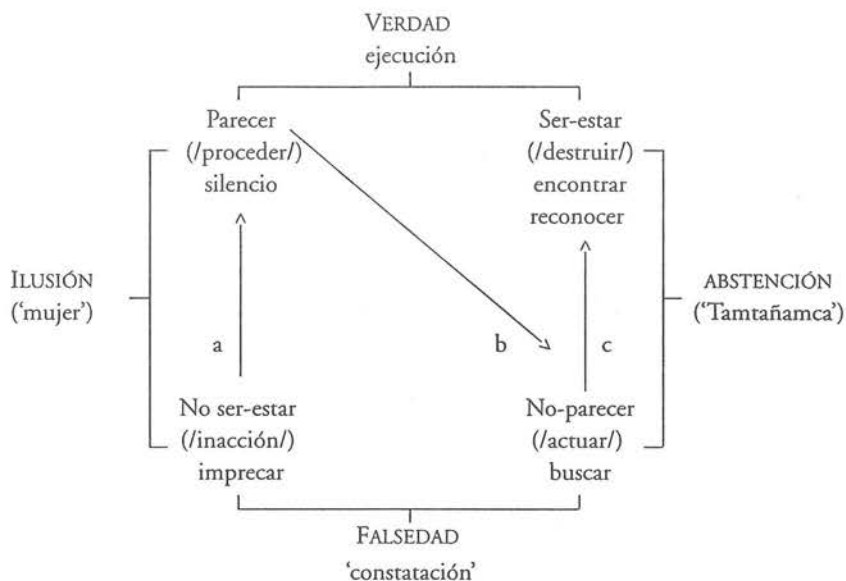 VERDAD
ejecución
Parecer
(/proceder/)
silencio
Ser-estar
(/destruir/)
encontrar
reconocer
ILUSIÓN
('mujer')
ABSTENCIÓN
('Tamtañamca')
a
b
c
No ser-estar
(/inacción/)
imprecar
No-parecer
(/actuar/)
buscar
FALSEDAD
'constatación'